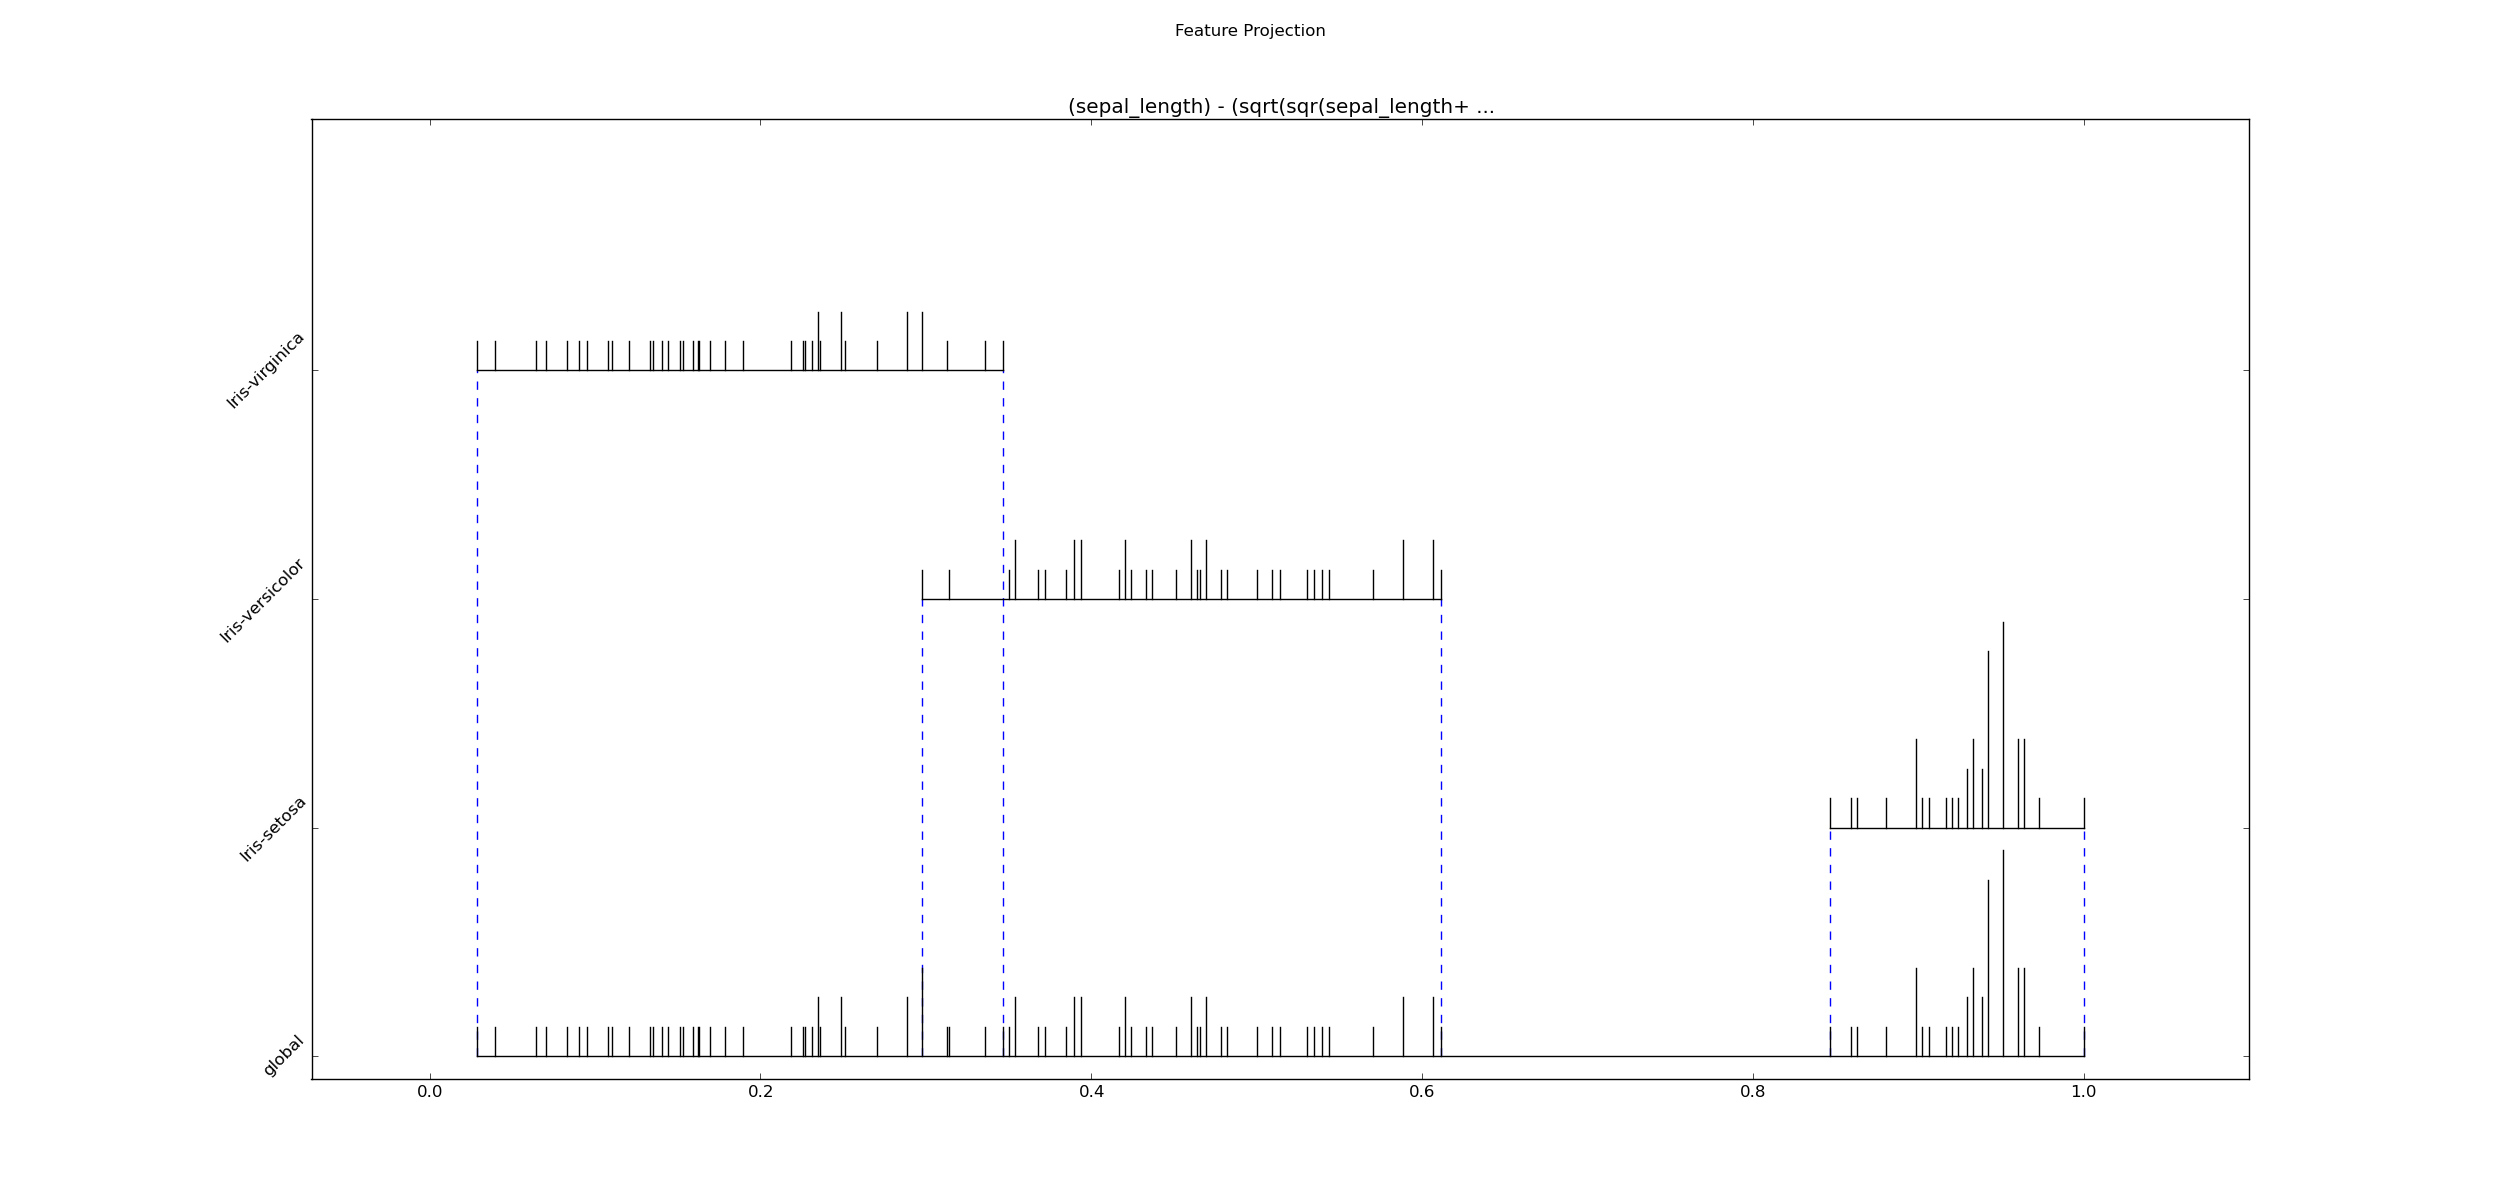 Feature Projection
(sepal_length) - (sqrt(sqr(sepal_length+ ...
Iris-virginica
Iris-versicolor
Iris-setosa
global
0.0 0.2 0.4 0.6 0.8 1.0